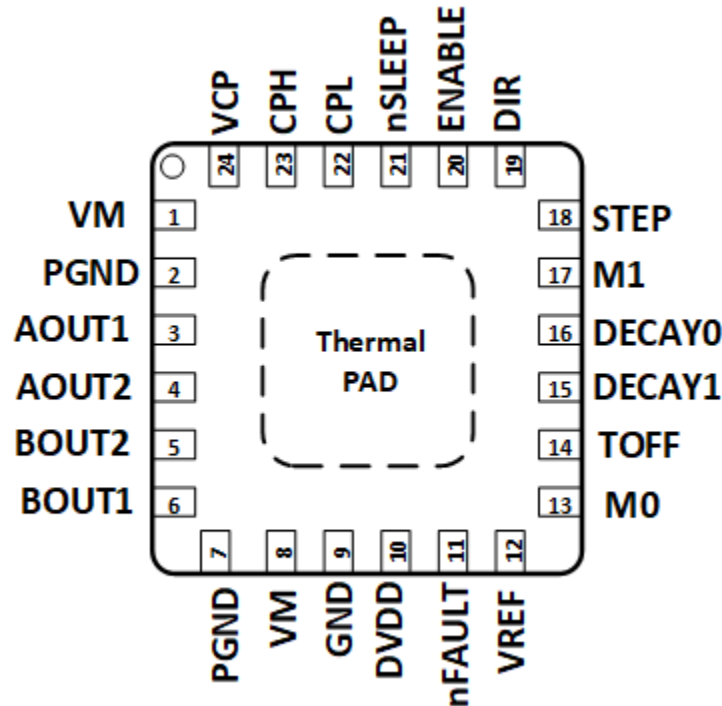 VCP
CPH
CPL
nSLEEP
ENABLE
DIR
24
23
22
21
20
19
VM 1
18 STEP
PGND 2
17 M1
AOUT1 3
16 DECAY0
AOUT2 4
15 DECAY1
BOUT2 5
14 TOFF
BOUT1 6
13 M0
Thermal
PAD
7
8
9
10
11
12
PGND
VM
GND
DVDD
nFAULT
VREF